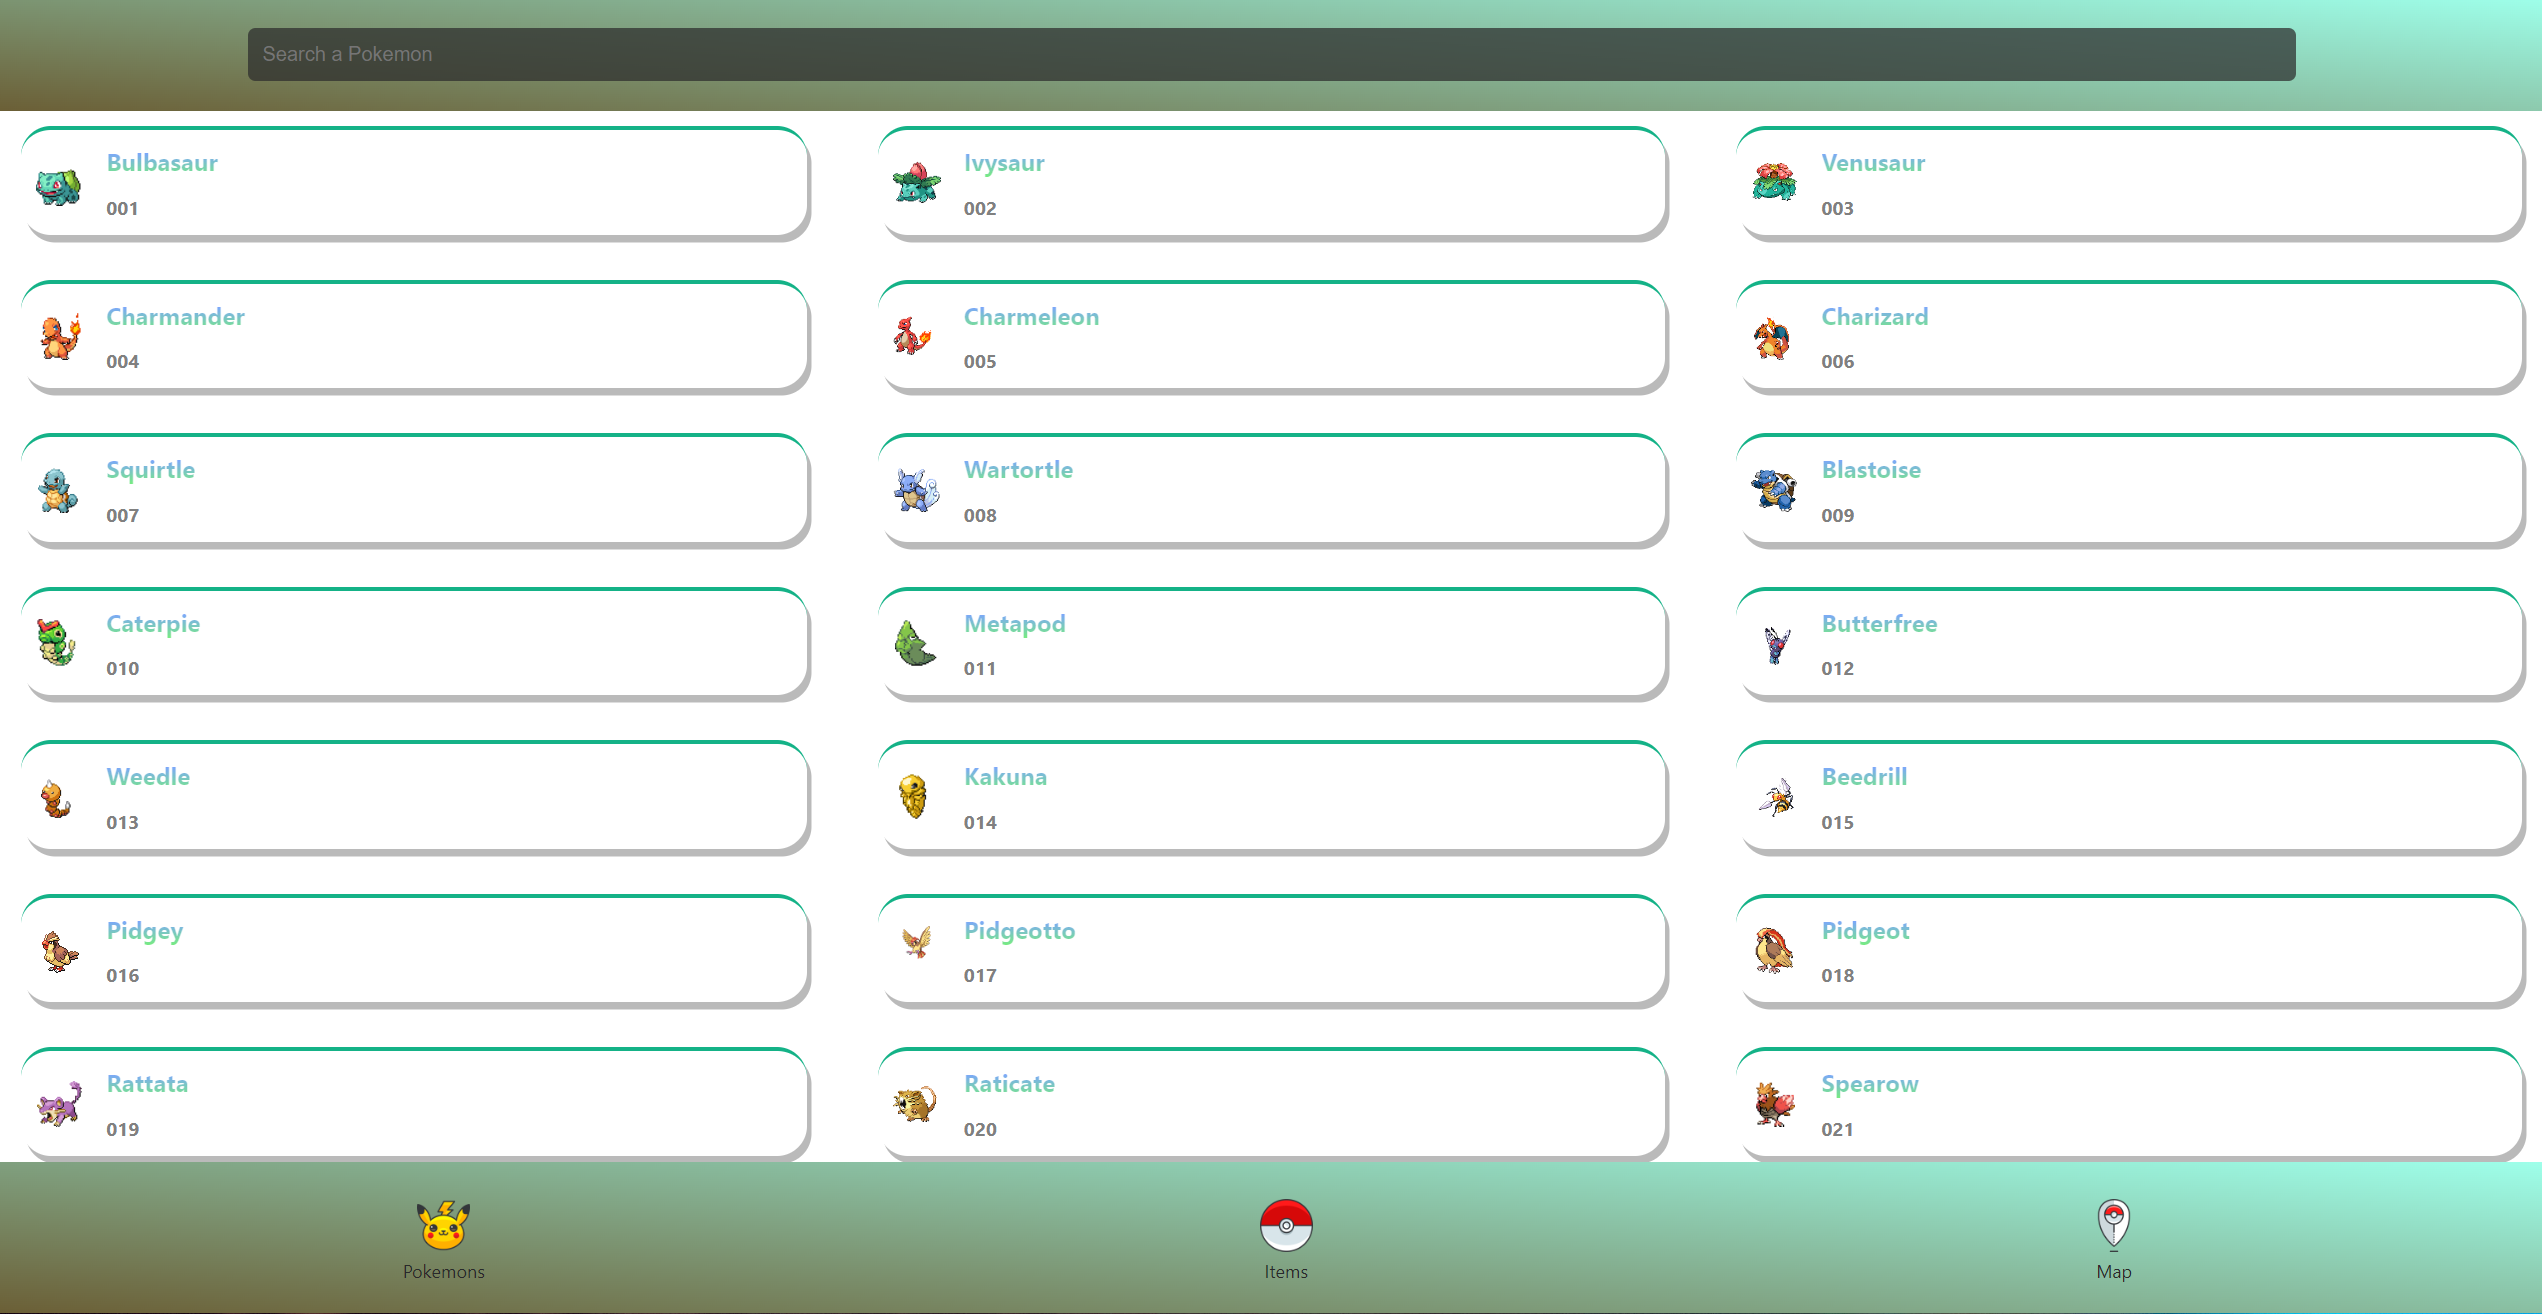 Search a Pokemon
Bulbasaur
001
Ivysaur
002
Venusaur
003
Charmander
004
Charmeleon
005
Charizard
006
Squirtle
007
Wartortle
008
Blastoise
009
Caterpie
010
Metapod
011
Butterfree
012
Weedle
013
Kakuna
014
Beedrill
015
Pidgey
016
Pidgeotto
017
Pidgeot
018
Rattata
019
Raticate
020
Spearow
021
Pokemons
Items
Map